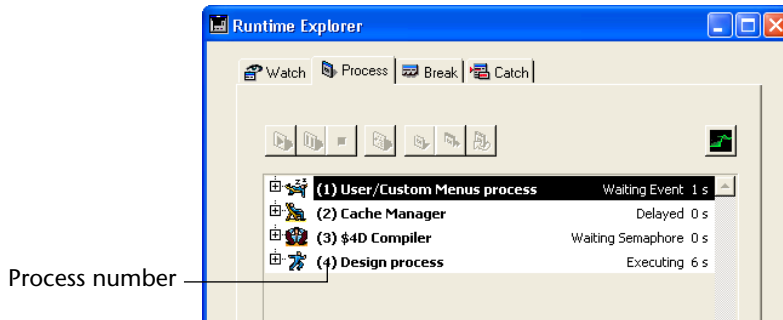 Runtime Explorer
Watch Process Break Catch
(1) User/Custom Menus process Waiting Event 1 s
(2) Cache Manager Delayed 0 s
(3) $4D Compiler Waiting Semaphore 0 s
(4) Design process Executing 6 s
Process number